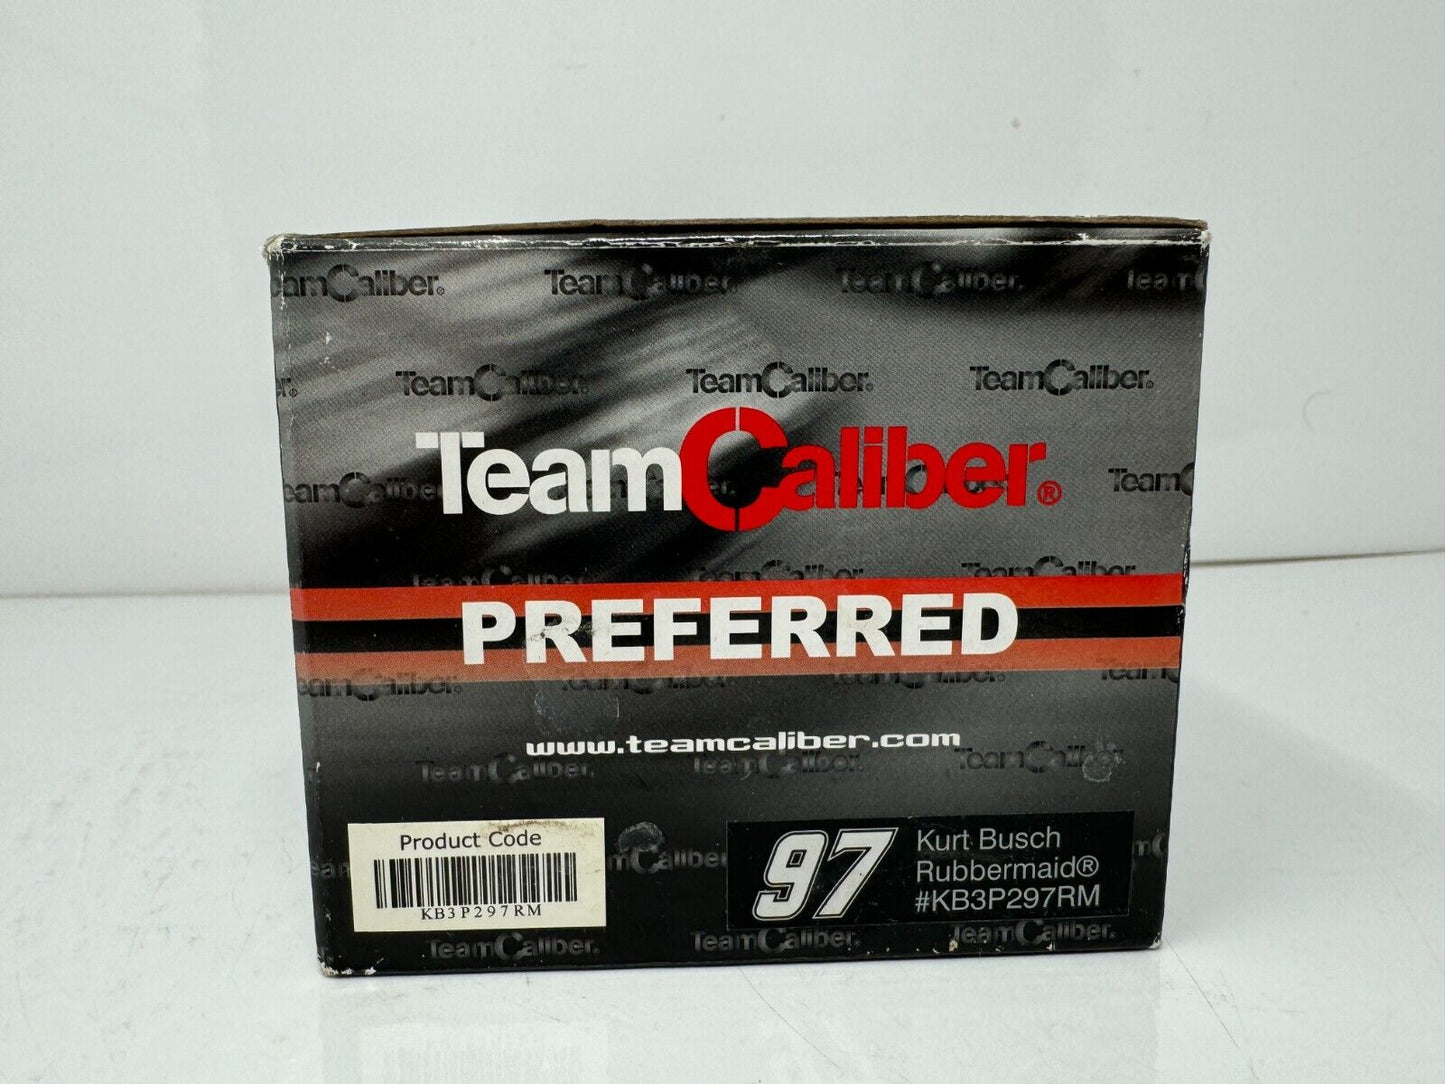 TeamCaliber®
PREFERRED
www.teamcaliber.com
Product Code
KB3P297RM
97
Kurt Busch
Rubbermaid®
#KB3P297RM
TeamCaliber. TeamCaliber. TeamCaliber.
TeamCaliber. TeamCaliber. TeamCaliber.
TeamCaliber. TeamCaliber. TeamCaliber.